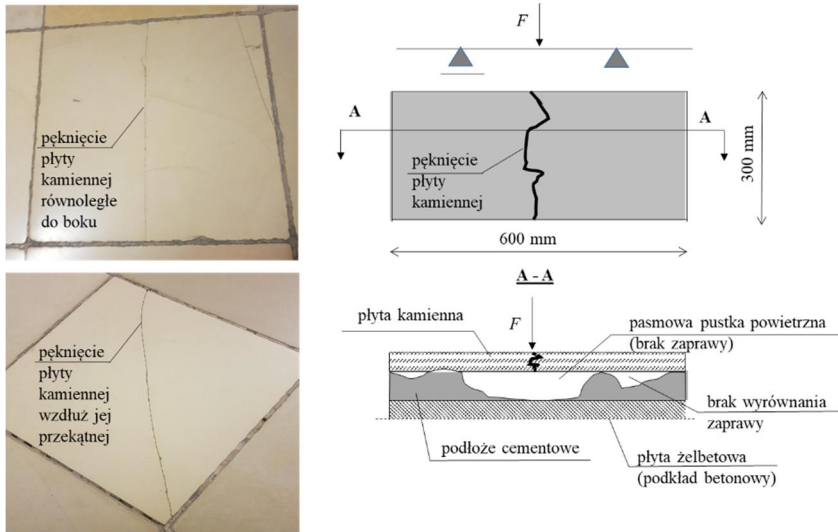 pęknięcie
płyty
kamiennej
równoległe
do boku
pęknięcie
płyty
kamiennej
wzdłuż jej
przekątnej
F
A
A
pęknięcie
płyty
kamiennej
300 mm
600 mm
A - A
płyta kamienna
F
pasmowa pustka powietrzna
(brak zaprawy)
brak wyrównania
zaprawy
podłoże cementowe
płyta żelbetowa
(podkład betonowy)